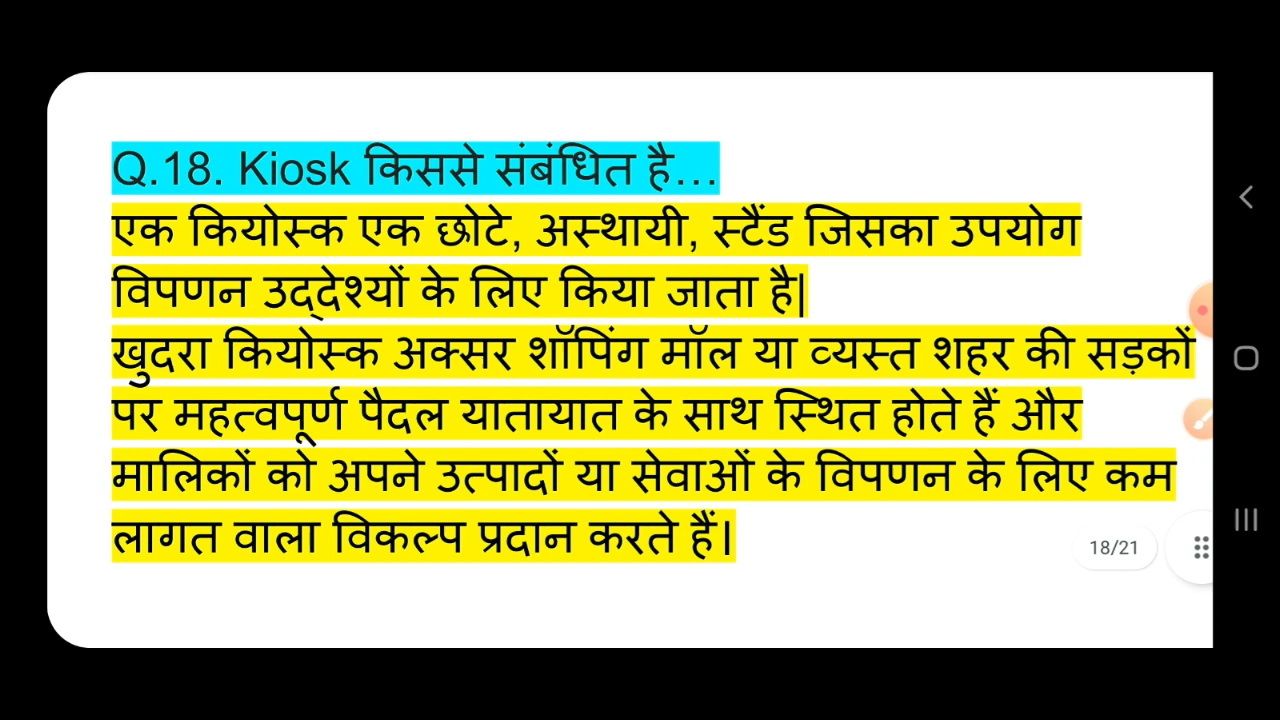 Q.18. Kiosk किससे संबंधित है...
एक कियोस्क एक छोटे, अस्थायी, स्टैंड जिसका उपयोग
विपणन उद्देश्यों के लिए किया जाता है|
खुदरा कियोस्क अक्सर शॉपिंग मॉल या व्यस्त शहर की सड़कों
पर महत्वपूर्ण पैदल यातायात के साथ स्थित होते हैं और
मालिकों को अपने उत्पादों या सेवाओं के विपणन के लिए कम
लागत वाला विकल्प प्रदान करते हैं।
18/21